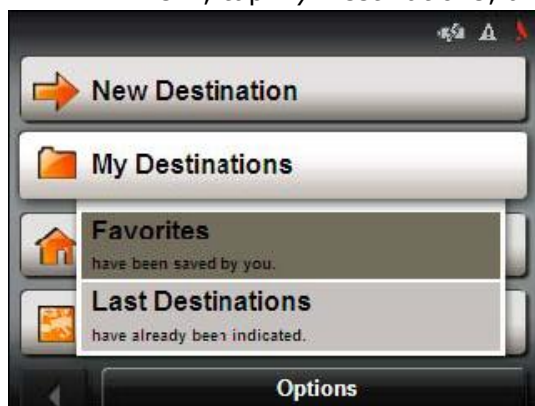 New Destination
My Destinations
Favorites
have been saved by you.
Last Destinations
have already been indicated.
Options